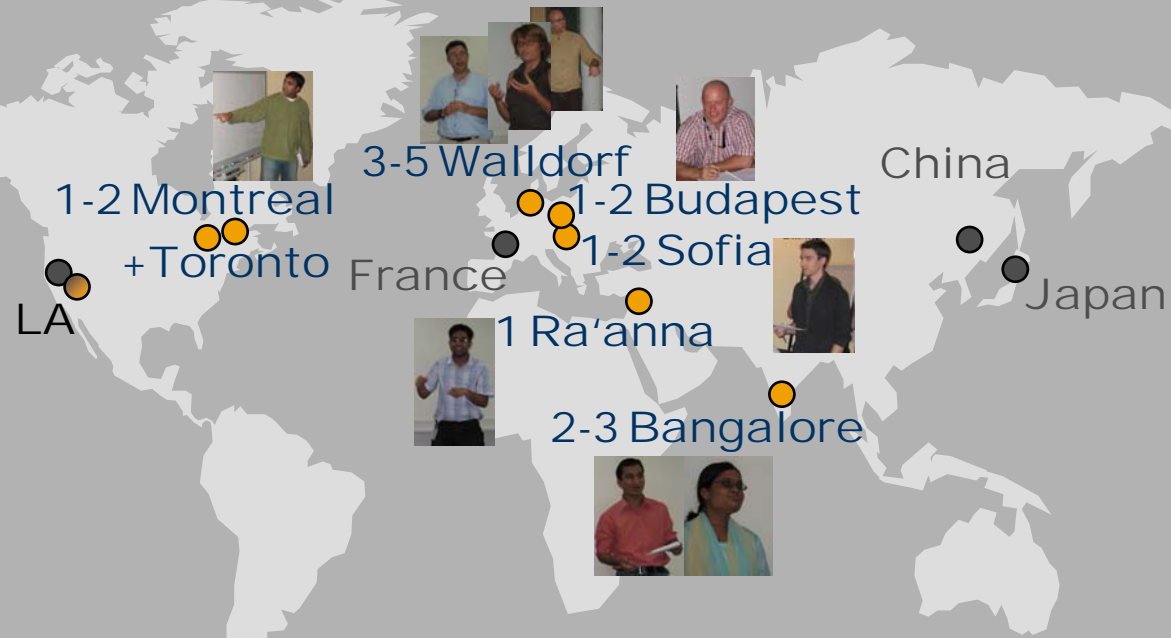 3-5 Walldorf
China
1-2 Montreal
1-2 Budapest
+Toronto
1-2 Sofia
France
Japan
LA
1 Ra'anna
2-3 Bangalore